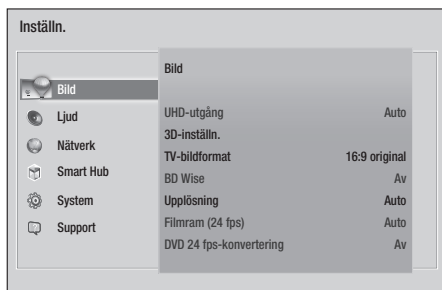 Inställn.
Bild
Ljud
Nätverk
Smart Hub
System
Support
Bild
UHD-utgång Auto
3D-inställn.
TV-bildformat 16:9 original
BD Wise Av
Upplösning Auto
Filmram (24 fps) Auto
DVD 24 fps-konvertering Av